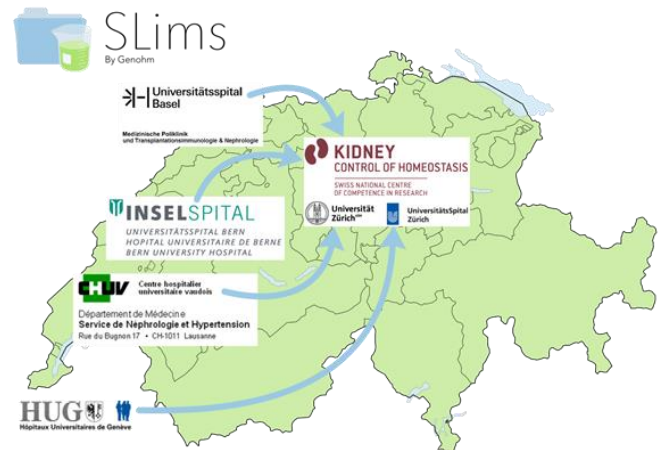 SLims
By Genohm
Universitätsspital
Basel
Medizinische Poliklinik
und Transplantationsimmunologie & Nephrologie
KIDNEY
CONTROL OF HOMEOSTASIS
SWISS NATIONAL CENTRE
OF COMPETENCE IN RESEARCH
Universität
Zürich UZH
UniversitätsSpital
Zürich
INSELSPITAL
UNIVERSITÄTSSPITAL BERN
HOPITAL UNIVERSITAIRE DE BERNE
BERN UNIVERSITY HOSPITAL
CHUV
Centre hospitalier
universitaire vaudois
Département de Médecine
Service de Néphrologie et Hypertension
Rue du Bugnon 17 • CH-1011 Lausanne
HUG
Hôpitaux Universitaires de Genève